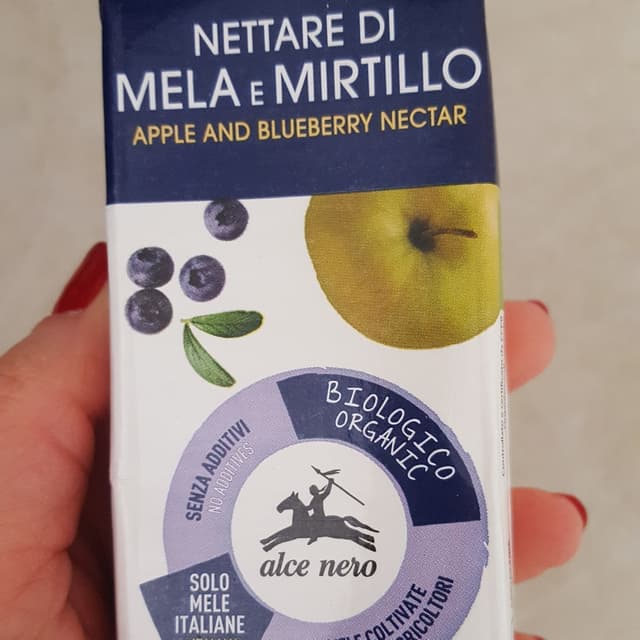 NETTARE DI
MELA E MIRTILLO
APPLE AND BLUEBERRY NECTAR
BIOLOGICO
ORGANIC
SENZA ADDITIVI
NO ADDITIVES
alce nero
SOLO
MELE
ITALIANE
COLTIVATE